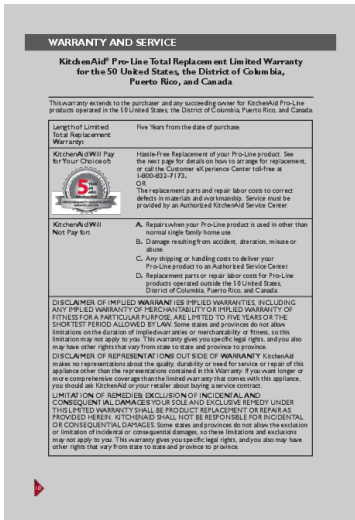 WARRANTY AND SERVICE
KitchenAid® Pro-Line Total Replacement Limited Warranty
for the 50 United States, the District of Columbia,
Puerto Rico, and Canada
This warranty extends to the purchaser and any succeeding owner for KitchenAid Pro-Line
products operated in the 50 United States, the District of Columbia, Puerto Rico, and Canada.
Length of Limited
Total Replacement
Warranty:
Five Years from the date of purchase.
KitchenAid Will Pay
for Your Choice of:
5
YEAR
Hassle-Free Replacement of your Pro-Line product. See
the next page for details on how to arrange for replacement,
or call the Customer eXperience Center toll-free at
1-800-832-7173.
OR
The replacement parts and repair labor costs to correct
defects in materials and workmanship. Service must be
provided by an Authorized KitchenAid Service Center.
KitchenAid Will
Not Pay for:
A. Repairs when your Pro-Line product is used in other than
normal single family home use.
B. Damage resulting from accident, alteration, misuse or
abuse.
C. Any shipping or handling costs to deliver your
Pro-Line product to an Authorized Service Center.
D. Replacement parts or repair labor costs for Pro-Line
products operated outside the 50 United States,
District of Columbia, Puerto Rico, and Canada
DISCLAIMER OF IMPLIED WARRANTIES IMPLIED WARRANTIES, INCLUDING
ANY IMPLIED WARRANTY OF MERCHANTABILITY OR IMPLIED WARRANTY OF
FITNESS FOR A PARTICULAR PURPOSE, ARE LIMITED TO FIVE YEARS OR THE
SHORTEST PERIOD ALLOWED BY LAW. Some states and provinces do not allow
limitations on the duration of implied warranties or merchantability or fitness, so this
limitation may not apply to you. This warranty gives you specific legal rights, and you also
may have other rights that vary from state to state and province to province.
DISCLAIMER OF REPRESENTATIONS OUTSIDE OF WARRANTY KitchenAid
makes no representations about the quality, durability or need for service or repair of this
appliance other than the representations contained in this Warranty. If you want longer or
more comprehensive coverage than the limited warranty that comes with this appliance,
you should ask KitchenAid or your retailer about buying a service contract.
LIMITATION OF REMEDIES; EXCLUSION OF INCIDENTAL AND
CONSEQUENTIAL DAMAGES YOUR SOLE AND EXCLUSIVE REMEDY UNDER
THIS LIMITED WARRANTY SHALL BE PRODUCT REPLACEMENT OR REPAIR AS
PROVIDED HEREIN. KITCHENAID SHALL NOT BE RESPONSIBLE FOR INCIDENTAL
OR CONSEQUENTIAL DAMAGES. Some states and provinces do not allow the exclusion
or limitation of incidental or consequential damages, so these limitations and exclusions
may not apply to you. This warranty gives you specific legal rights, and you also may have
other rights that vary from state to state and province to province.
10